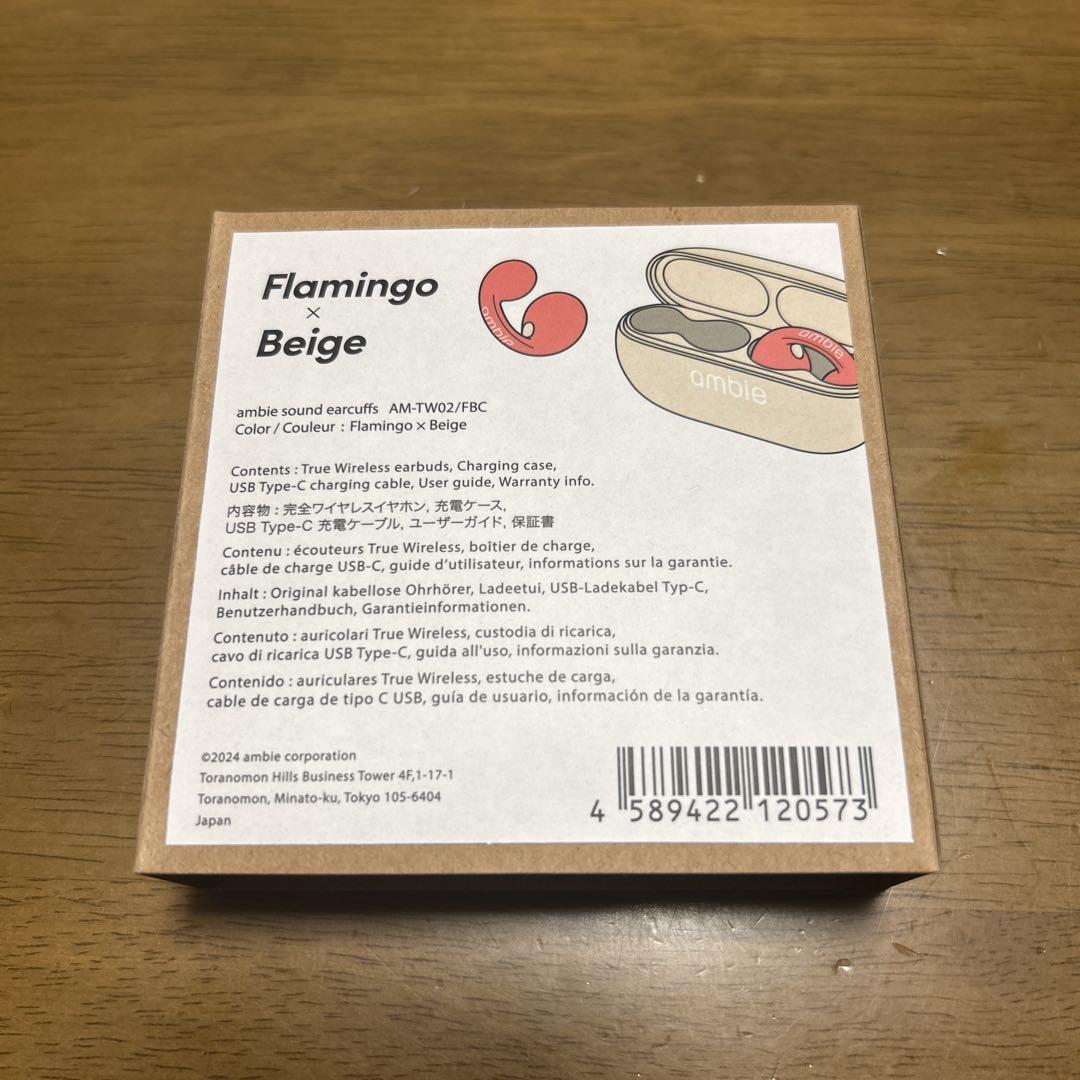 Flamingo
×
Beige
ambie
ambie
ambie
ambie sound earcuffs AM-TW02/FBC
Color / Couleur : Flamingo × Beige
Contents : True Wireless earbuds, Charging case,
USB Type-C charging cable, User guide, Warranty info.
内容物 : 完全ワイヤレスイヤホン, 充電ケース,
USB Type-C 充電ケーブル, ユーザーガイド, 保証書
Contenu : écouteurs True Wireless, boîtier de charge,
câble de charge USB-C, guide d'utilisateur, informations sur la garantie.
Inhalt : Original kabellose Ohrhörer, Ladeetui, USB-Ladekabel Typ-C,
Benutzerhandbuch, Garantieinformationen.
Contenuto : auricolari True Wireless, custodia di ricarica,
cavo di ricarica USB Type-C, guida all'uso, informazioni sulla garanzia.
Contenido : auriculares True Wireless, estuche de carga,
cable de carga de tipo C USB, guía de usuario, información de la garantía.
©2024 ambie corporation
Toranomon Hills Business Tower 4F,1-17-1
Toranomon, Minato-ku, Tokyo 105-6404
Japan
4 589422 120573